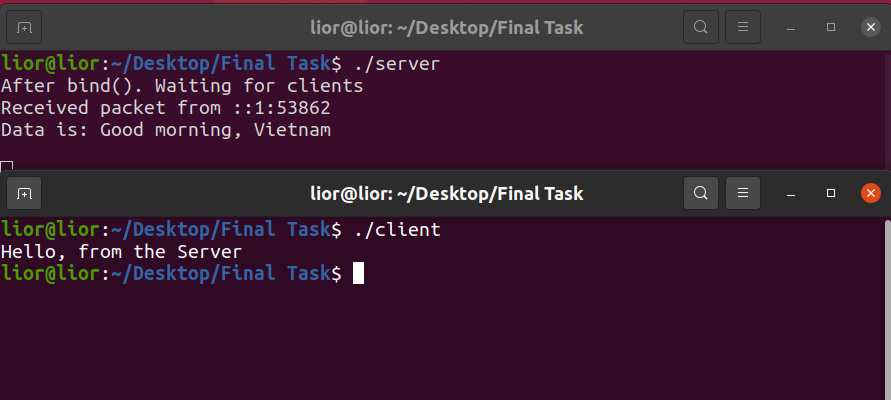 lior@lior: ~/Desktop/Final Task
lior@lior:~/Desktop/Final Task$ ./server
After bind(). Waiting for clients
Received packet from ::1:53862
Data is: Good morning, Vietnam
lior@lior: ~/Desktop/Final Task
lior@lior:~/Desktop/Final Task$ ./client
Hello, from the Server
lior@lior:~/Desktop/Final Task$